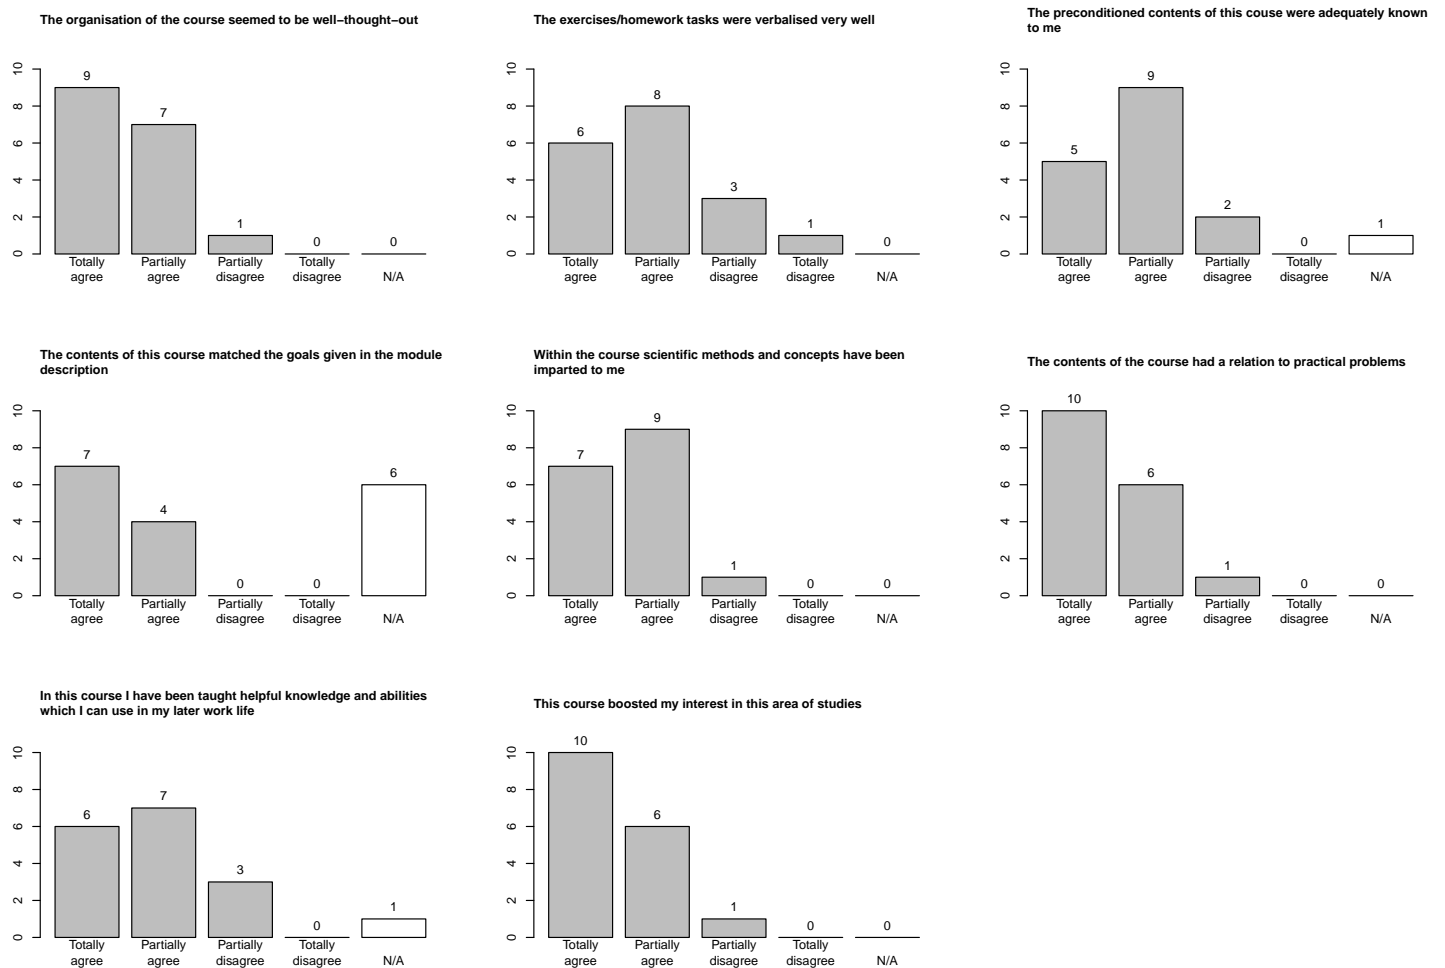 The organisation of the course seemed to be well−thought−out
10
8
6
4
2
0
9
7
1
0
0
Totally agree
Partially agree
Partially disagree
Totally disagree
N/A
The exercises/homework tasks were verbalised very well
10
8
6
4
2
0
6
8
3
1
0
Totally agree
Partially agree
Partially disagree
Totally disagree
N/A
The preconditioned contents of this couse were adequately known
to me
10
8
6
4
2
0
5
9
2
0
1
Totally agree
Partially agree
Partially disagree
Totally disagree
N/A
The contents of this course matched the goals given in the module
description
10
8
6
4
2
0
7
4
0
0
6
Totally agree
Partially agree
Partially disagree
Totally disagree
N/A
Within the course scientific methods and concepts have been
imparted to me
10
8
6
4
2
0
7
9
1
0
0
Totally agree
Partially agree
Partially disagree
Totally disagree
N/A
The contents of the course had a relation to practical problems
10
8
6
4
2
0
10
6
1
0
0
Totally agree
Partially agree
Partially disagree
Totally disagree
N/A
In this course I have been taught helpful knowledge and abilities
which I can use in my later work life
10
8
6
4
2
0
6
7
3
0
1
Totally agree
Partially agree
Partially disagree
Totally disagree
N/A
This course boosted my interest in this area of studies
10
8
6
4
2
0
10
6
1
0
0
Totally agree
Partially agree
Partially disagree
Totally disagree
N/A